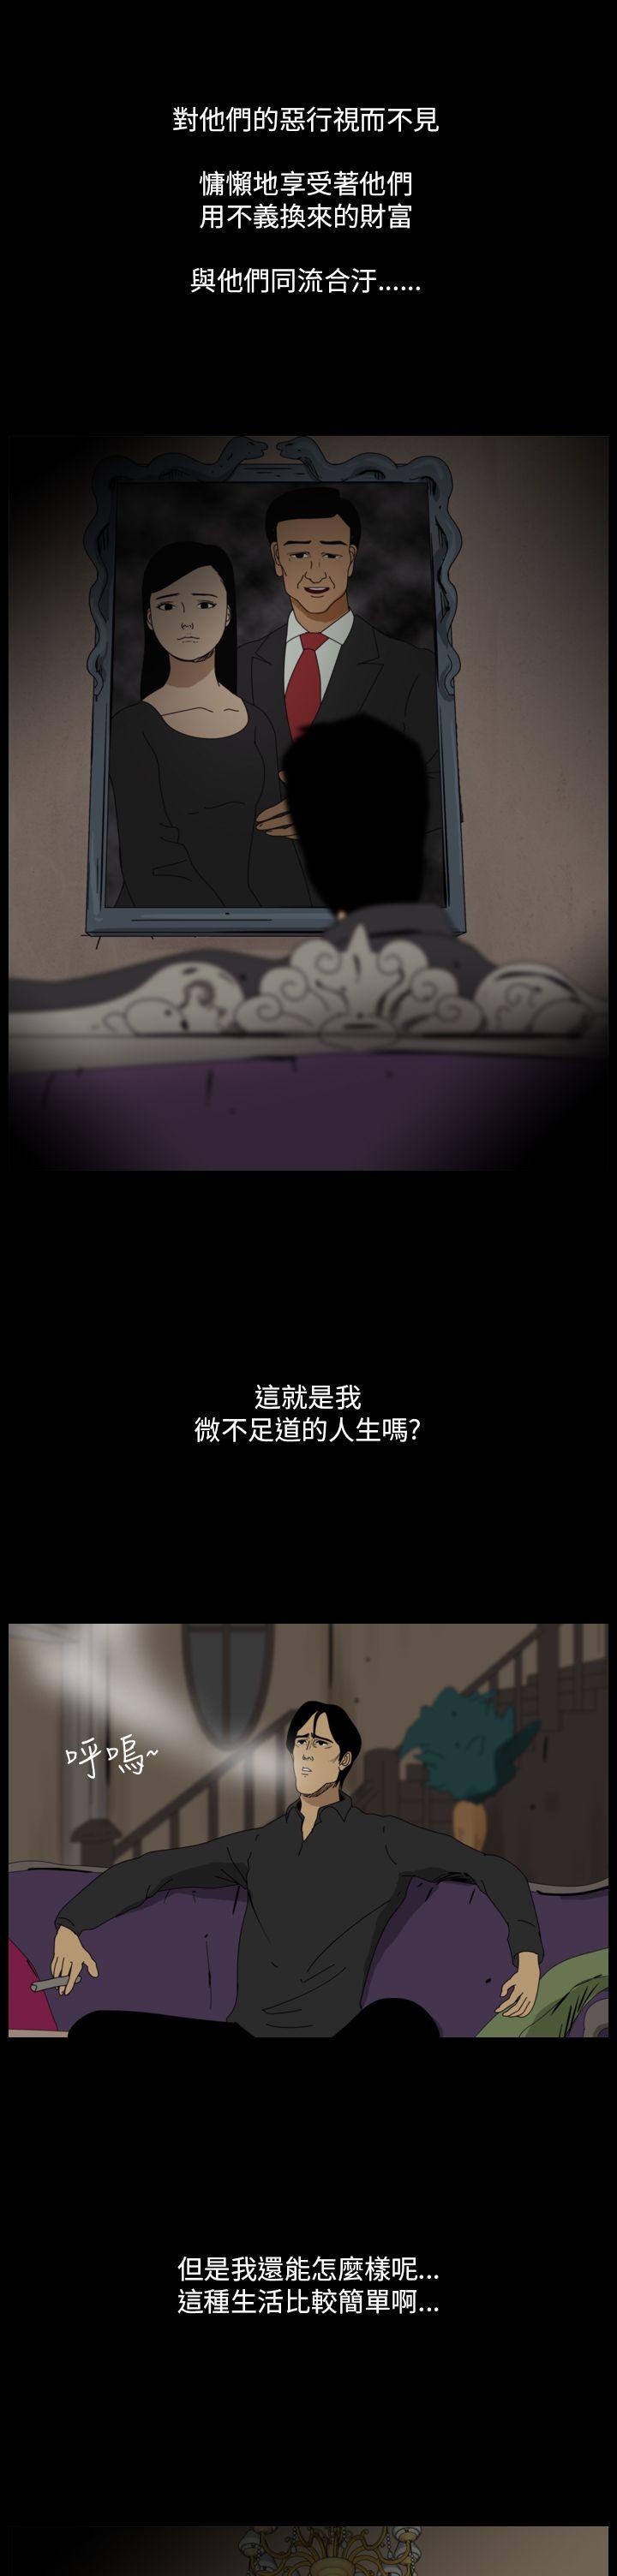 對他們的惡行視而不見
慵懶地享受著他們
用不義換來的財富
與他們同流合汙......
這就是我
微不足道的人生嗎?
呼嗚~
但是我還能怎麼樣呢...
這種生活比較簡單啊...